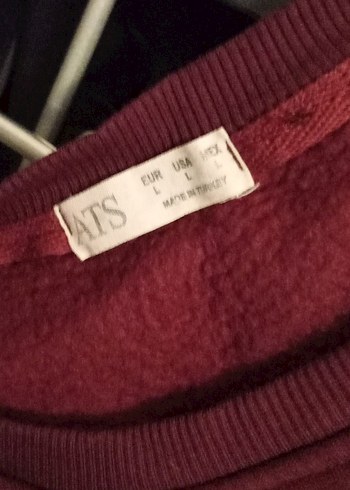 ATS
EUR USA MEX
L L L
MADE IN TURKEY